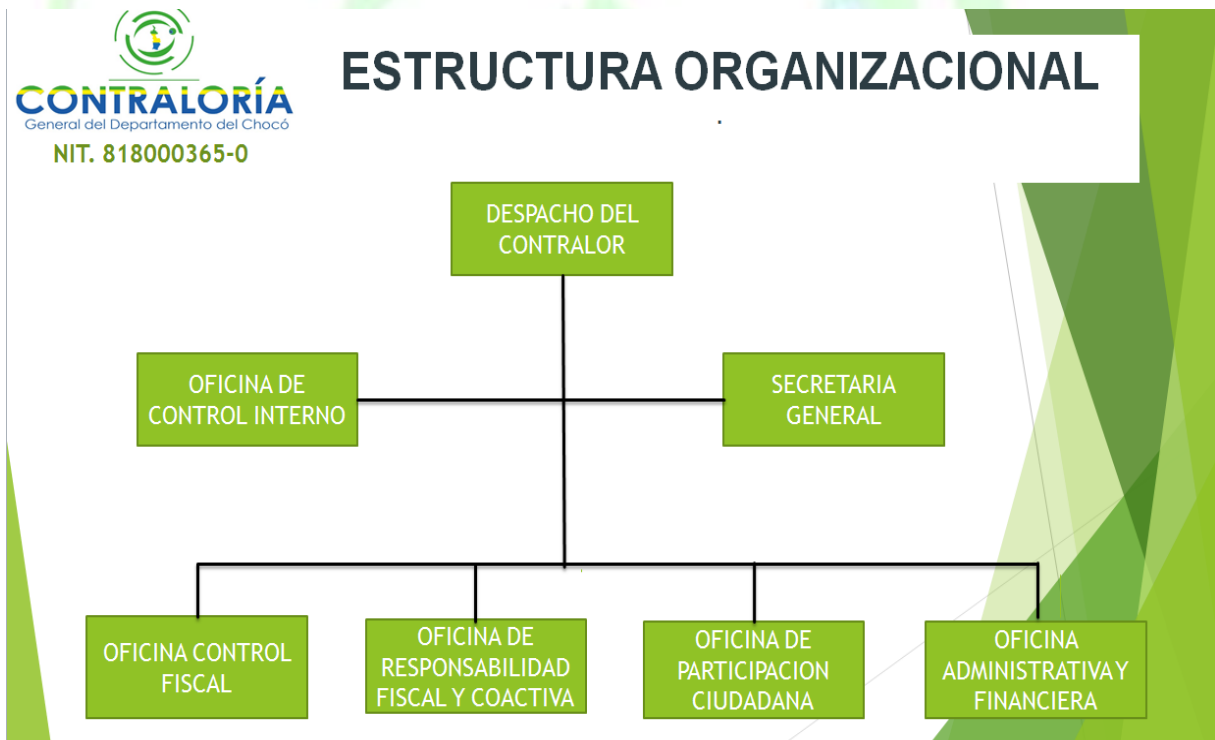 CONTRALORÍA
General del Departamento del Chocó
NIT. 818000365-0
ESTRUCTURA ORGANIZACIONAL
.
DESPACHO DEL
CONTRALOR
OFICINA DE
CONTROL INTERNO
SECRETARIA
GENERAL
OFICINA CONTROL
FISCAL
OFICINA DE
RESPONSABILIDAD
FISCAL Y COACTIVA
OFICINA DE
PARTICIPACION
CIUDADANA
OFICINA
ADMINISTRATIVA Y
FINANCIERA